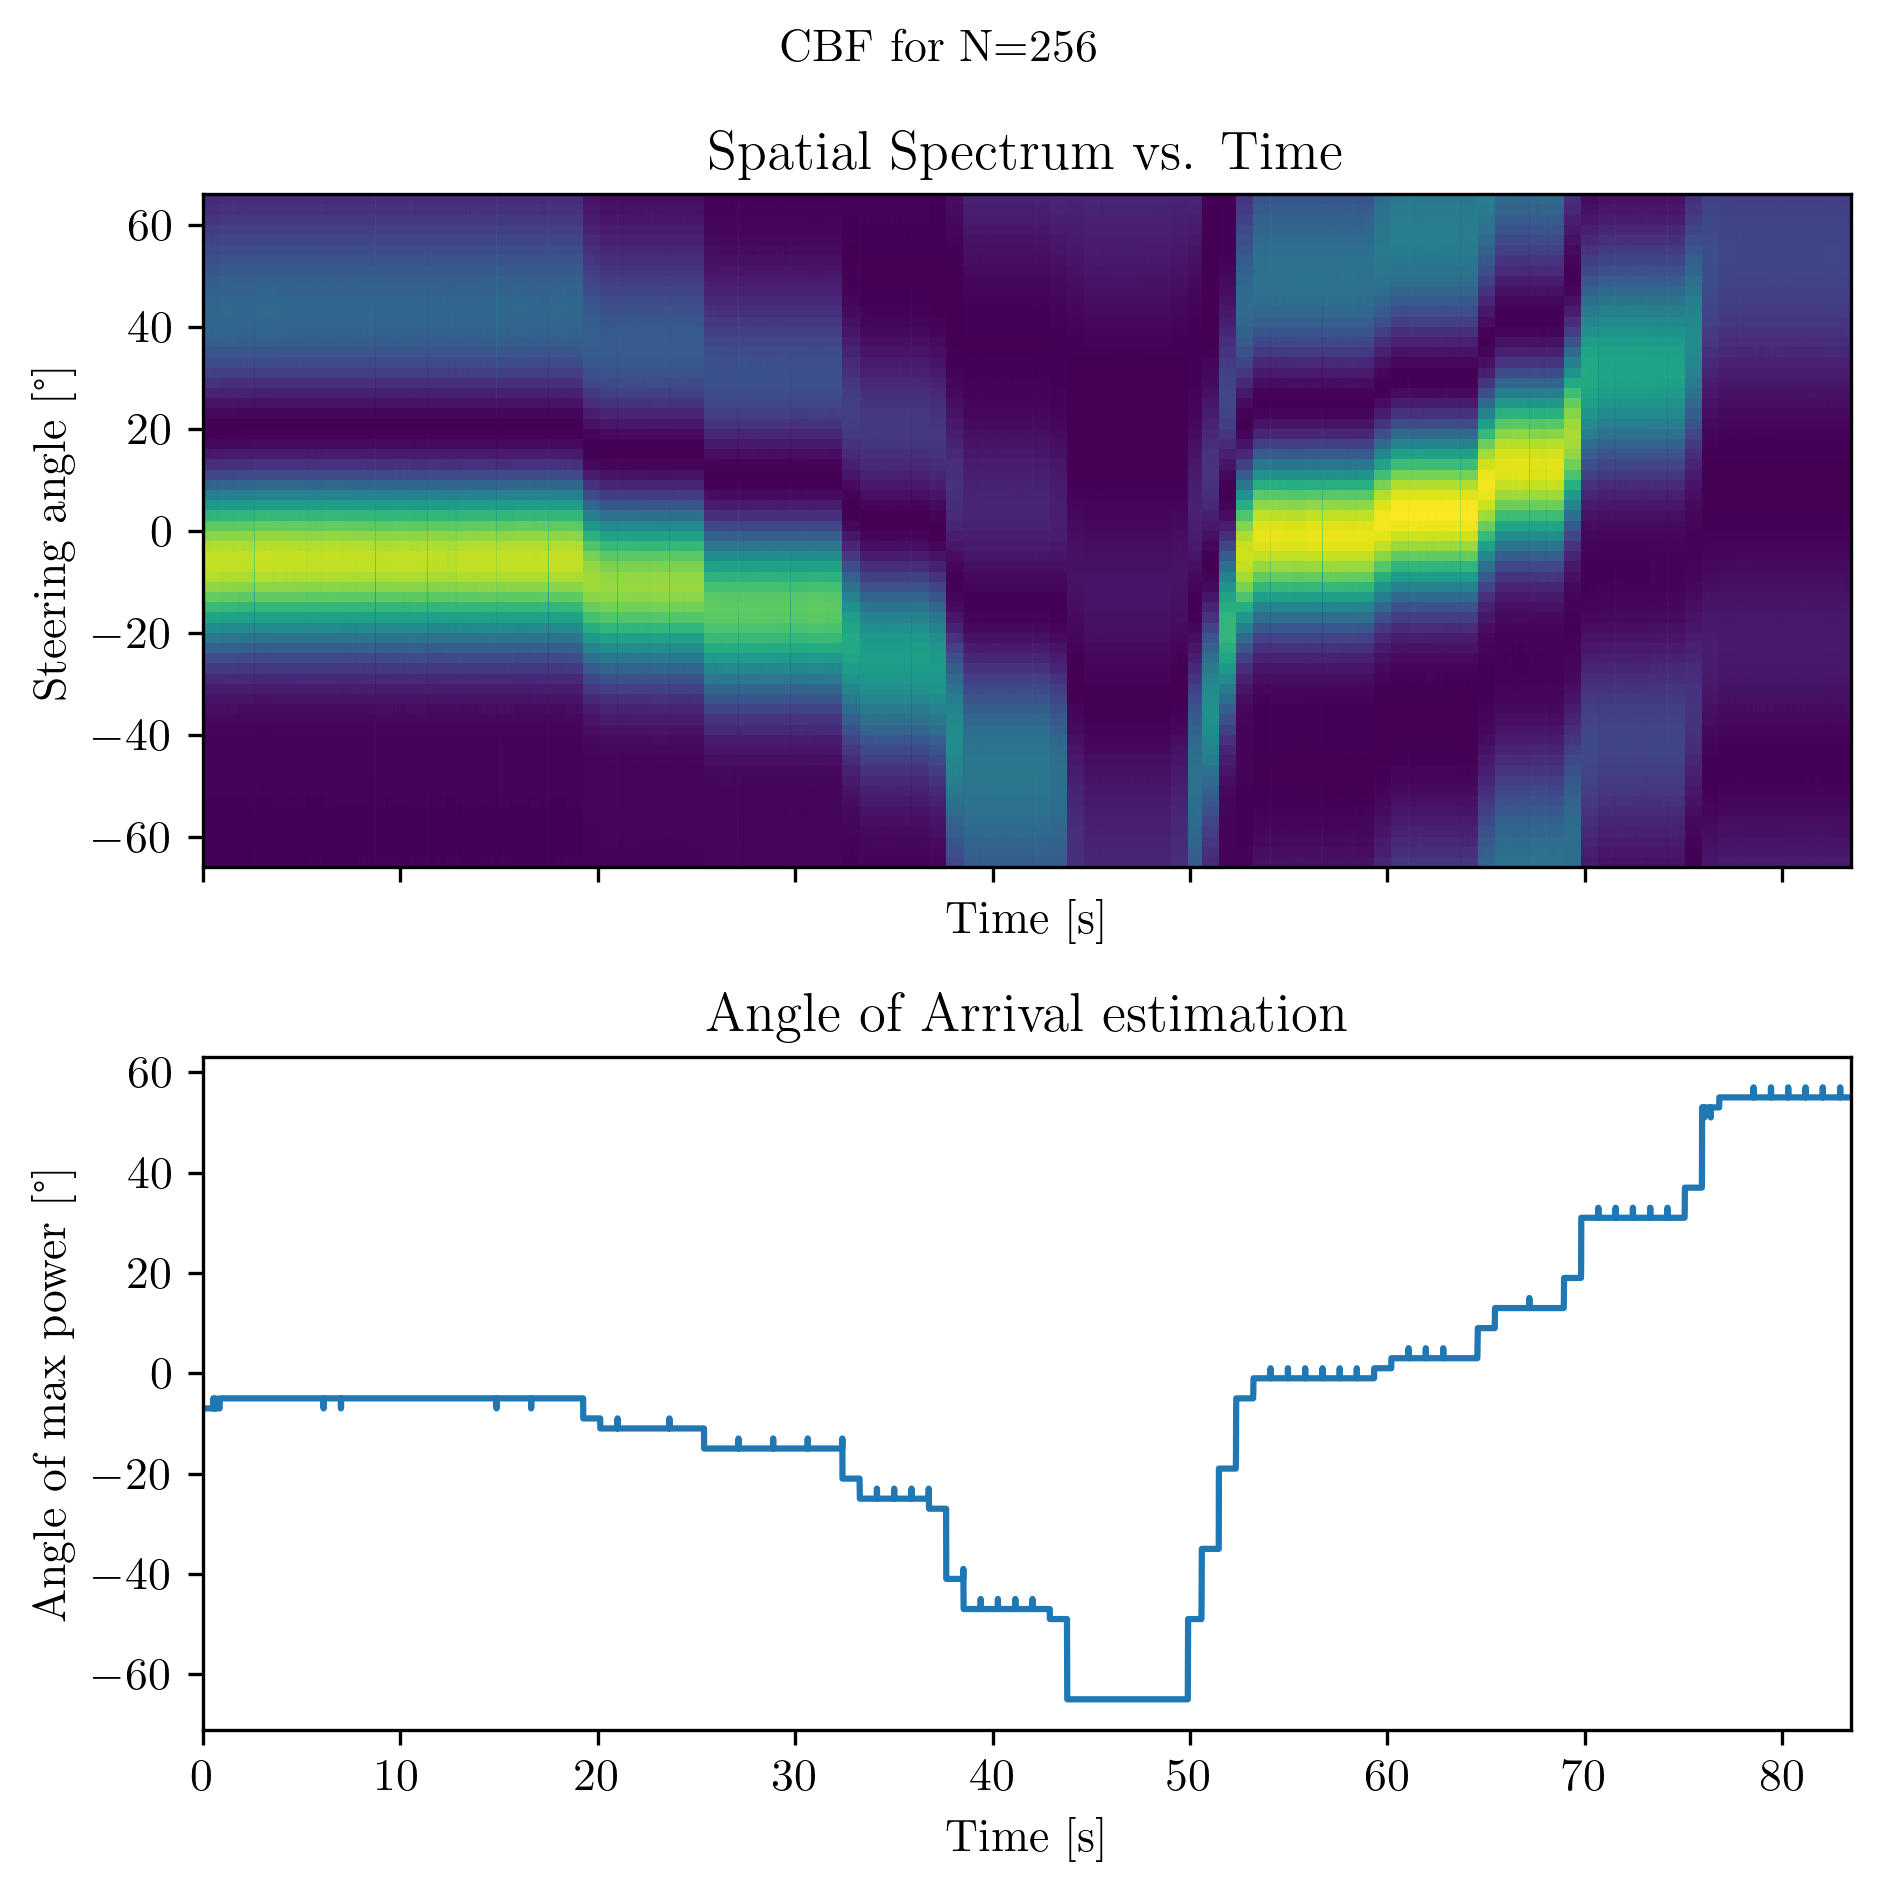 CBF for N=256
Spatial Spectrum vs. Time
Steering angle [°]
60
40
20
0
−20
−40
−60
Time [s]
Angle of Arrival estimation
Angle of max power [°]
60
40
20
0
−20
−40
−60
0 10 20 30 40 50 60 70 80
Time [s]